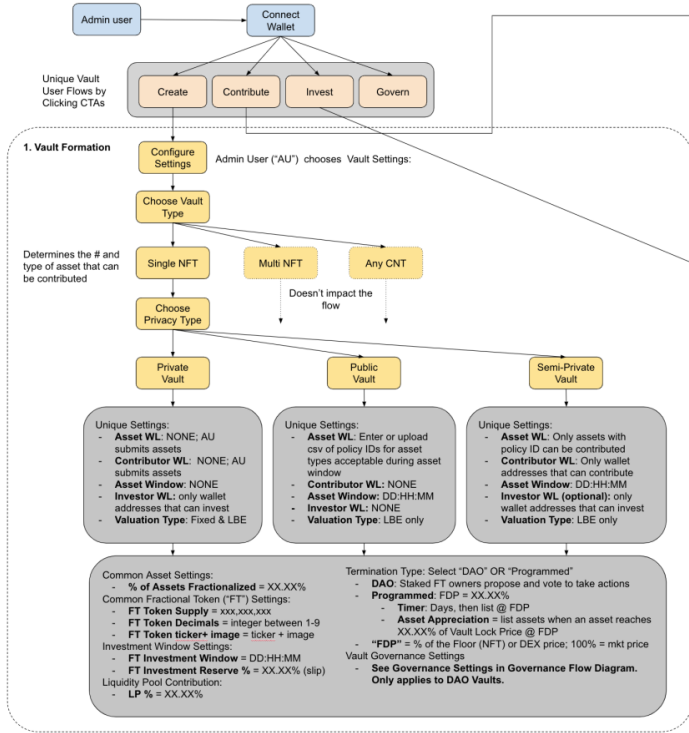 Admin user
Connect
Wallet
Unique Vault
User Flows by
Clicking CTAs
Create
Contribute
Invest
Govern
1. Vault Formation
Configure
Settings
Admin User (“AU”) chooses Vault Settings:
Choose Vault
Type
Determines the # and
type of asset that can
be contributed
Single NFT
Multi NFT
Any CNT
Doesn’t impact the
flow
Choose
Privacy Type
Private
Vault
Public
Vault
Semi-Private
Vault
Unique Settings:
- Asset WL: NONE; AU
submits assets
- Contributor WL: NONE; AU
submits assets
- Asset Window: NONE
- Investor WL: only wallet
addresses that can invest
- Valuation Type: Fixed & LBE
Unique Settings:
- Asset WL: Enter or upload
csv of policy IDs for asset
types acceptable during asset
window
- Contributor WL: NONE
- Asset Window: DD:HH:MM
- Investor WL: NONE
- Valuation Type: LBE only
Unique Settings:
- Asset WL: Only assets with
policy ID can be contributed
- Contributor WL: Only wallet
addresses that can contribute
- Asset Window: DD:HH:MM
- Investor WL (optional): only
wallet addresses that can invest
- Valuation Type: LBE only
Common Asset Settings:
- % of Assets Fractionalized = XX.XX%
Common Fractional Token (“FT”) Settings:
- FT Token Supply = xxx,xxx,xxx
- FT Token Decimals = integer between 1-9
- FT Token ticker+ image = ticker + image
Investment Window Settings:
- FT Investment Window = DD:HH:MM
- FT Investment Reserve % = XX.XX% (slip)
Liquidity Pool Contribution:
- LP % = XX.XX%
Termination Type: Select “DAO” OR “Programmed”
- DAO: Staked FT owners propose and vote to take actions
- Programmed: FDP = XX.XX%
- Timer: Days, then list @ FDP
- Asset Appreciation = list assets when an asset reaches
XX.XX% of Vault Lock Price @ FDP
- “FDP” = % of the Floor (NFT) or DEX price; 100% = mkt price
Vault Governance Settings
- See Governance Settings in Governance Flow Diagram.
Only applies to DAO Vaults.